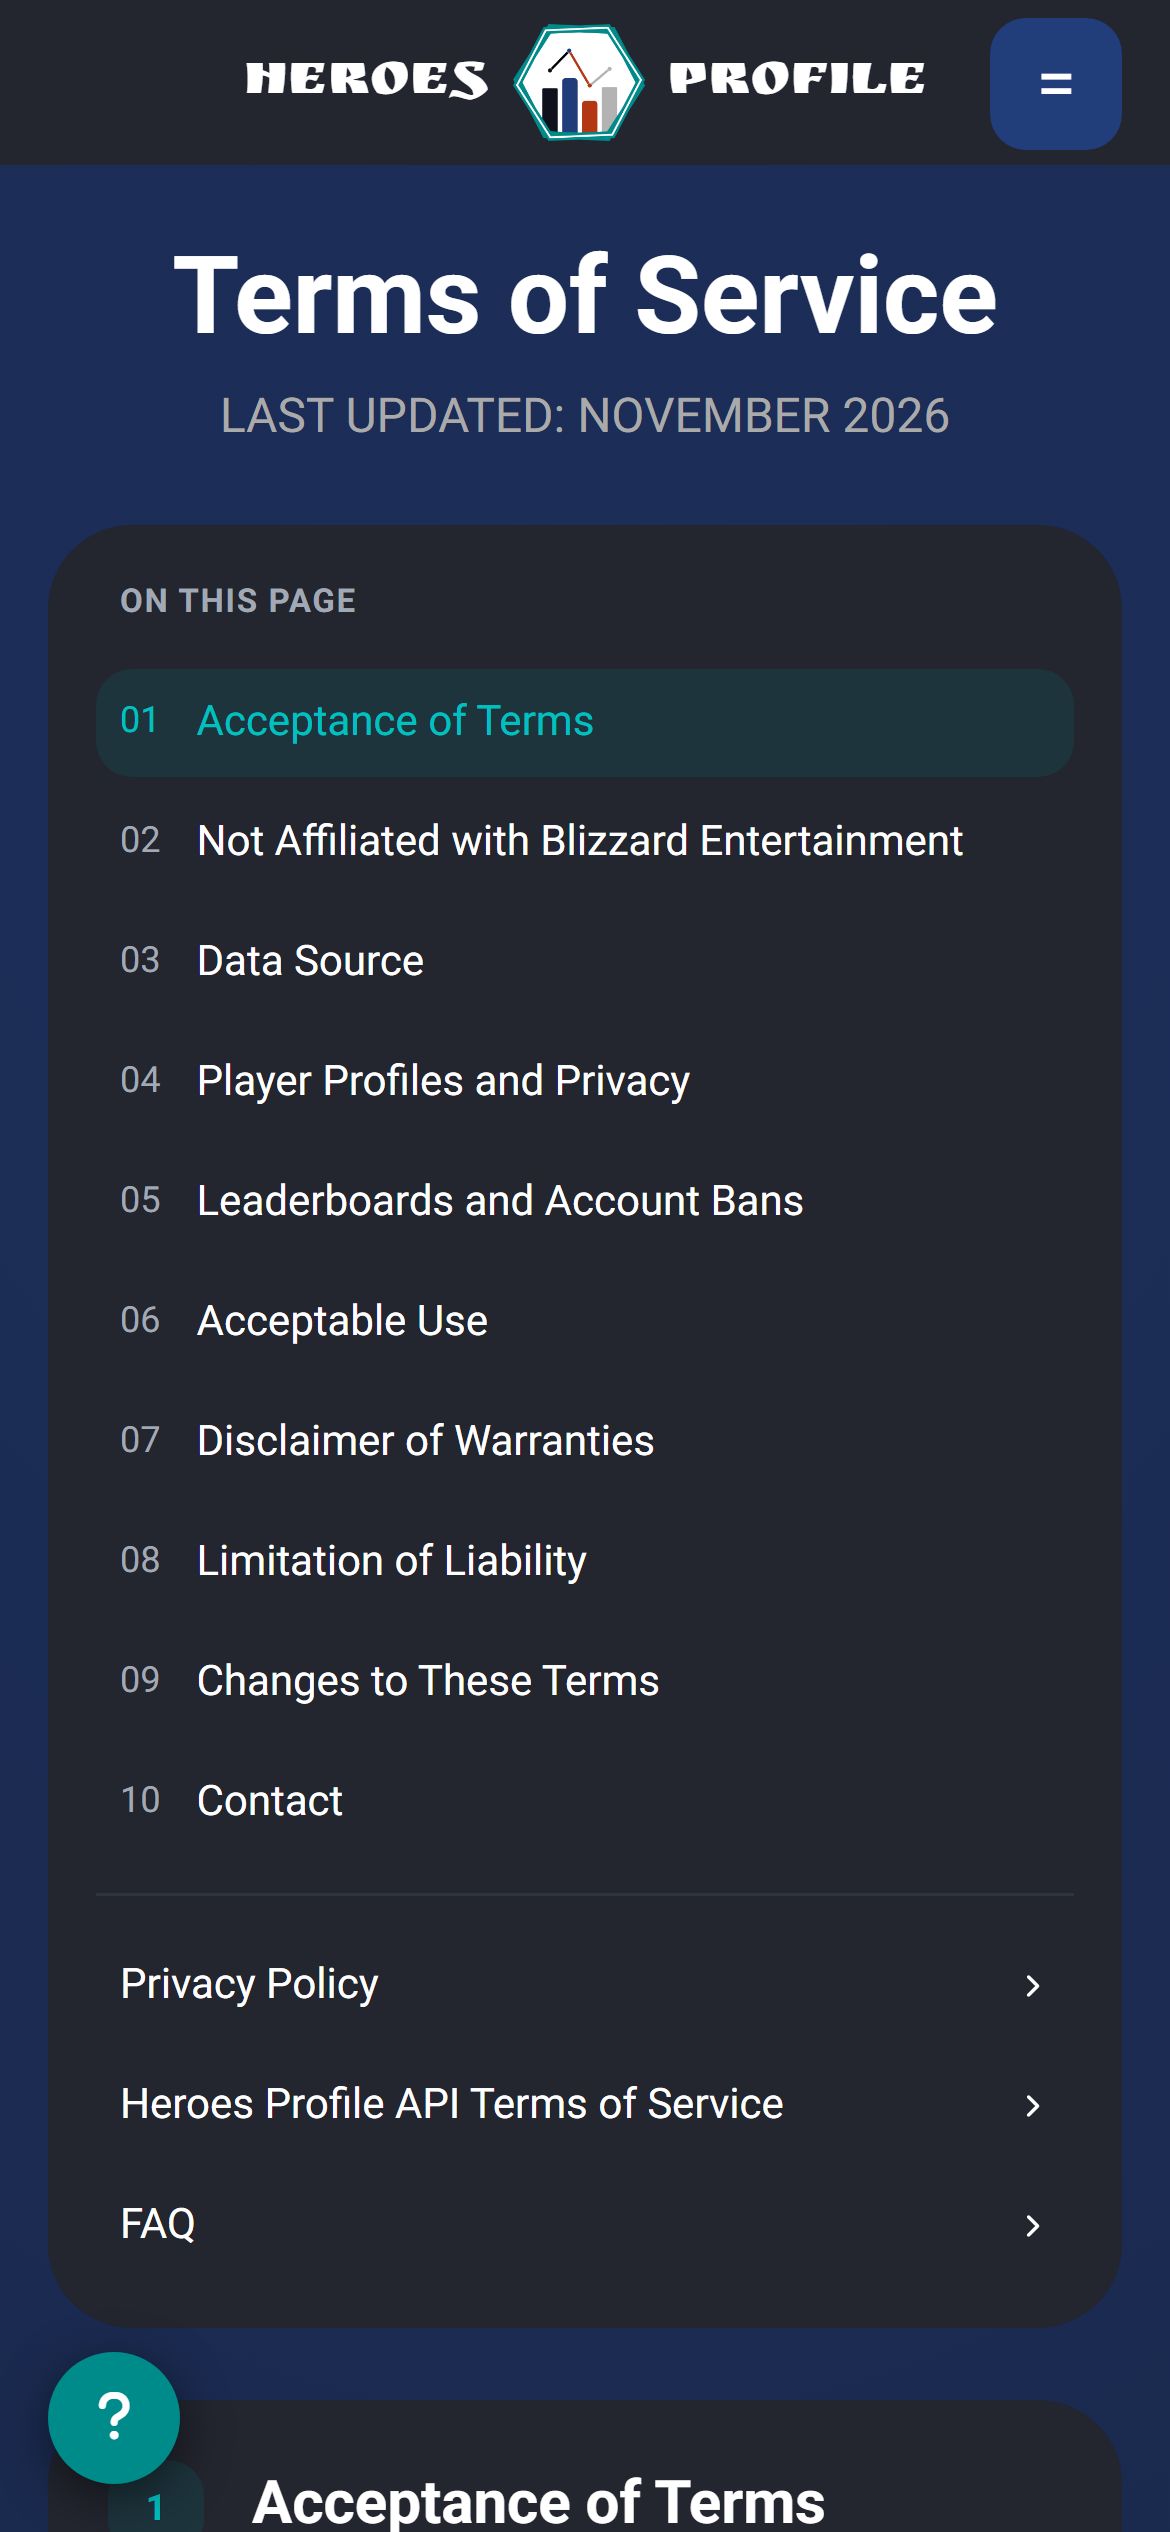 HEROES PROFILE
=
Terms of Service
LAST UPDATED: NOVEMBER 2026
ON THIS PAGE
01 Acceptance of Terms
02 Not Affiliated with Blizzard Entertainment
03 Data Source
04 Player Profiles and Privacy
05 Leaderboards and Account Bans
06 Acceptable Use
07 Disclaimer of Warranties
08 Limitation of Liability
09 Changes to These Terms
10 Contact
Privacy Policy
Heroes Profile API Terms of Service
FAQ
?
1 Acceptance of Terms